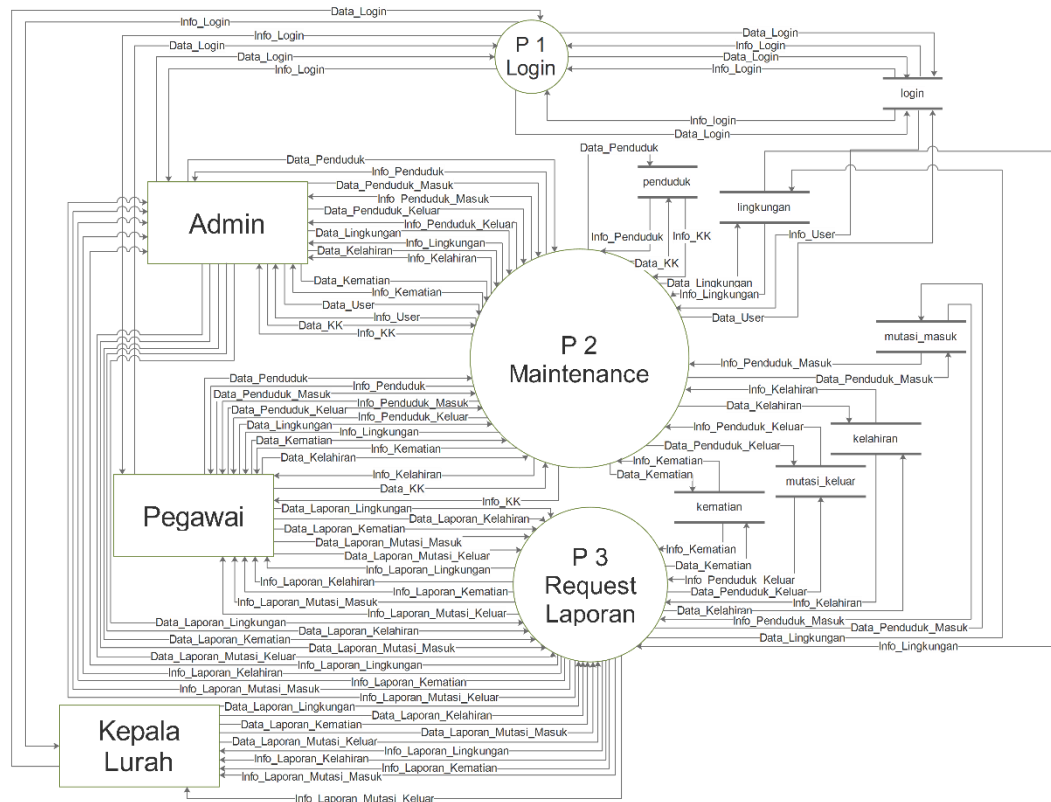 Data_Login
Info_Login
Info_Login
Data_Login
Data_Login
Info_Login
P 1
Login
Data_Login
Info_Login
Data_Login
Info_Login
login
Info_login
Data_Login
Data_Penduduk
Info_Penduduk
Data_Penduduk_Masuk
Info_Penduduk_Masuk
Data_Penduduk_Keluar
Info_Penduduk_Keluar
Data_Lingkungan
Info_Lingkungan
Data_Kelahiran
Info_Kelahiran
Admin
Data_Kematian
Info_Kematian
Data_User
Info_User
Data_KK
Info_KK
Data_Penduduk
penduduk
Info_Penduduk
Info_KK
Data_KK
lingkungan
Info_User
Data_Lingkungan
Info_Lingkungan
Data_User
P 2
Maintenance
mutasi_masuk
Info_Penduduk_Masuk
Data_Penduduk_Masuk
Info_Kelahiran
Data_Kelahiran
kelahiran
Info_Penduduk_Keluar
Data_Penduduk_Keluar
mutasi_keluar
Info_Kematian
Data_Kematian
kematian
Data_Penduduk
Info_Penduduk
Data_Penduduk_Masuk
Info_Penduduk_Masuk
Data_Penduduk_Keluar
Info_Penduduk_Keluar
Data_Lingkungan
Info_Lingkungan
Data_Kematian
Info_Kematian
Data_Kelahiran
Info_Kelahiran
Data_KK
Info_KK
Pegawai
Data_Laporan_Lingkungan
Data_Laporan_Kelahiran
Data_Laporan_Kematian
Data_Laporan_Mutasi_Masuk
Data_Laporan_Mutasi_Keluar
Info_Laporan_Lingkungan
Info_Laporan_Kelahiran
Info_Laporan_Kematian
Info_Laporan_Mutasi_Masuk
Info_Laporan_Mutasi_Keluar
P 3
Request
Laporan
Info_Kematian
Data_Kematian
Info_Penduduk_Keluar
Data_Penduduk_Keluar
Info_Kelahiran
Data_Kelahiran
Info_Penduduk_Masuk
Data_Penduduk_Masuk
Data_Lingkungan
Info_Lingkungan
Data_Laporan_Lingkungan
Data_Laporan_Kelahiran
Data_Laporan_Kematian
Data_Laporan_Mutasi_Masuk
Data_Laporan_Mutasi_Keluar
Info_Laporan_Lingkungan
Info_Laporan_Kelahiran
Info_Laporan_Kematian
Info_Laporan_Mutasi_Masuk
Info_Laporan_Mutasi_Keluar
Kepala
Lurah
Data_Laporan_Lingkungan
Data_Laporan_Kelahiran
Data_Laporan_Kematian
Data_Laporan_Mutasi_Masuk
Data_Laporan_Mutasi_Keluar
Info_Laporan_Lingkungan
Info_Laporan_Kelahiran
Info_Laporan_Kematian
Info_Laporan_Mutasi_Masuk
Info_Laporan_Mutasi_Keluar